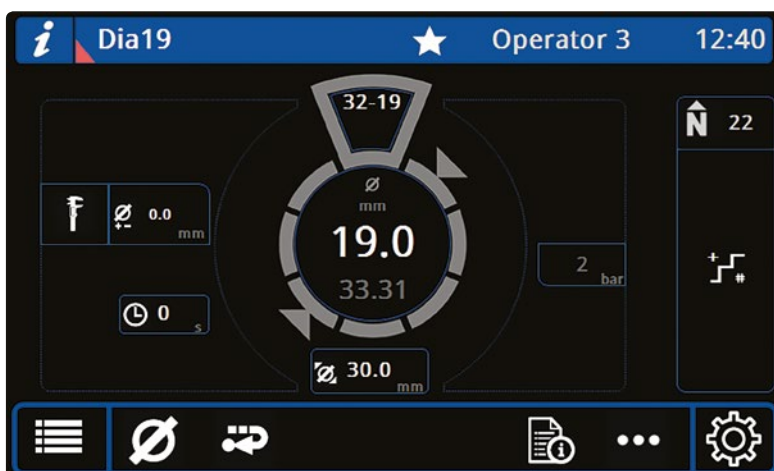 i Dia19 Operator 3 12:40
32-19
N 22
Ø
mm
Ø +- 0.0 mm
19.0
33.31
2 bar
0 s
Ø 30.0 mm